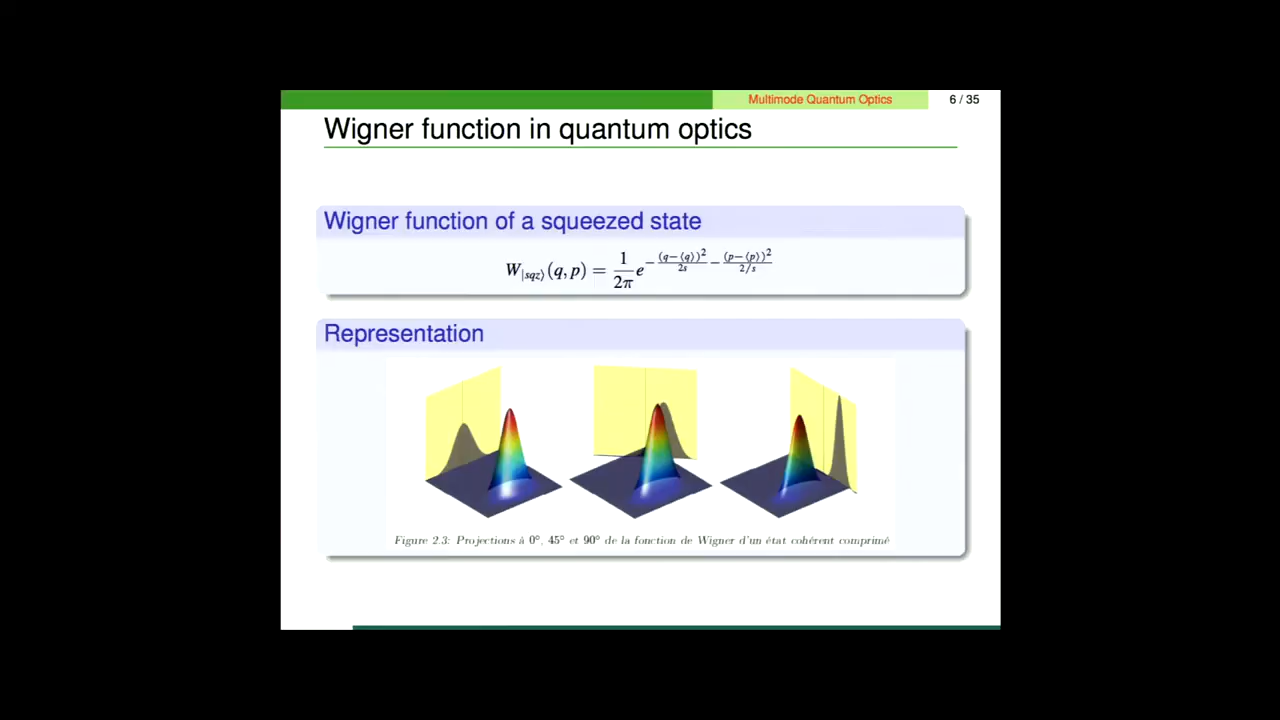 Multimode Quantum Optics 6 / 35
Wigner function in quantum optics
Wigner function of a squeezed state
W_{|sqz⟩}(q, p) = \frac{1}{2π} e^{-\frac{(q-⟨q⟩)^2}{2s} - \frac{(p-⟨p⟩)^2}{2/s}}
Representation
Figure 2.3: Projections à 0°, 45° et 90° de la fonction de Wigner d'un état cohérent comprimé